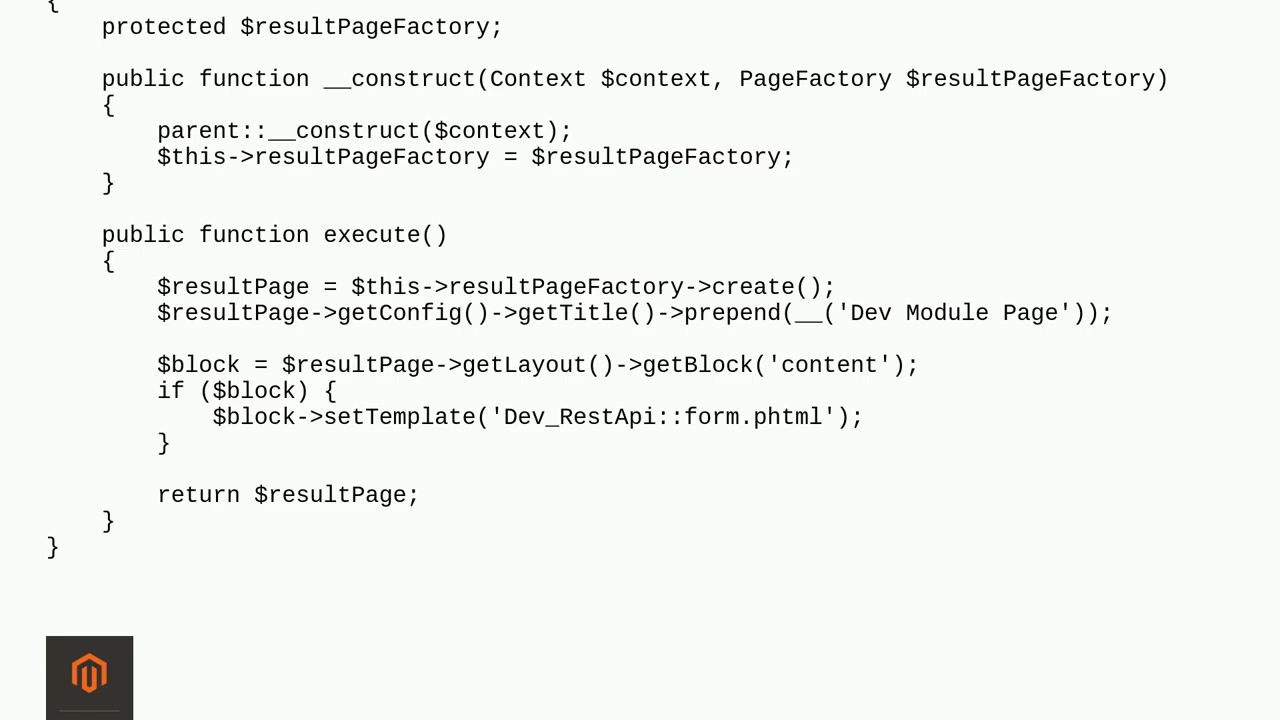 {
    protected $resultPageFactory;

    public function __construct(Context $context, PageFactory $resultPageFactory)
    {
        parent::__construct($context);
        $this->resultPageFactory = $resultPageFactory;
    }

    public function execute()
    {
        $resultPage = $this->resultPageFactory->create();
        $resultPage->getConfig()->getTitle()->prepend(__('Dev Module Page'));

        $block = $resultPage->getLayout()->getBlock('content');
        if ($block) {
            $block->setTemplate('Dev_RestApi::form.phtml');
        }

        return $resultPage;
    }
}